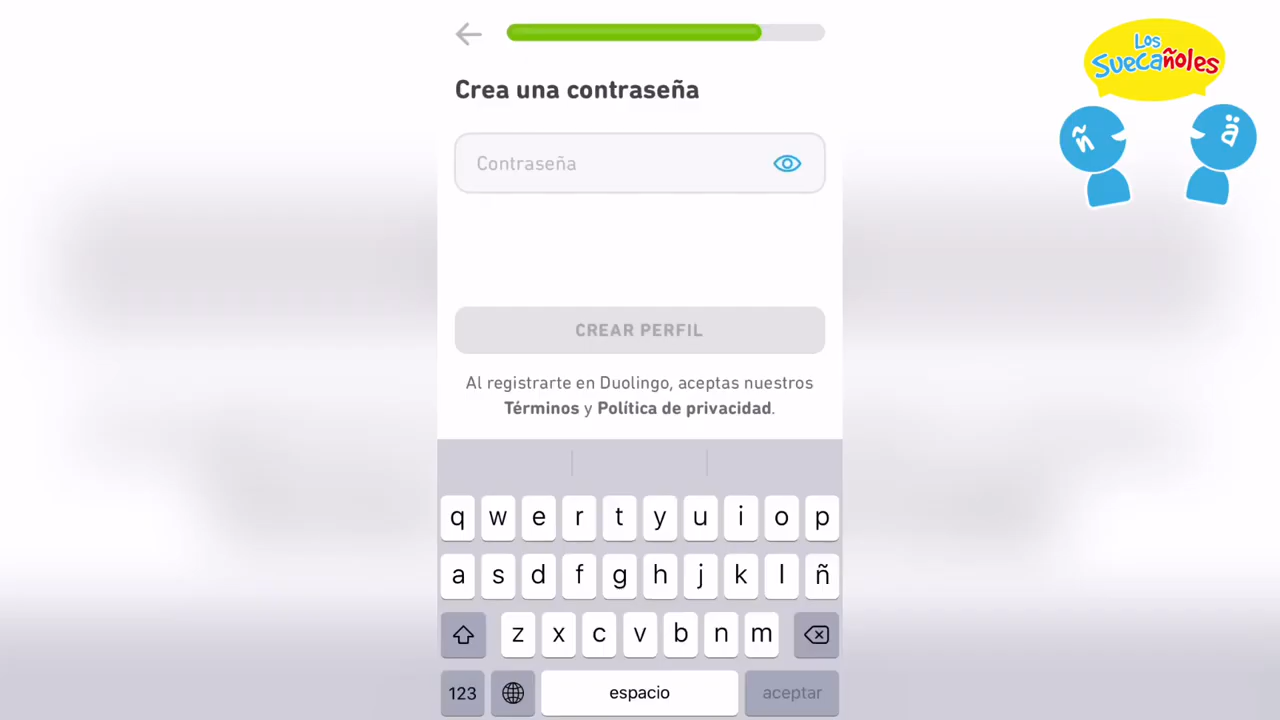 Los
Suecañoles
ñ
ä
Crea una contraseña
Contraseña
CREAR PERFIL
Al registrarte en Duolingo, aceptas nuestros
Términos y Política de privacidad.
q w e r t y u i o p
a s d f g h j k l ñ
z x c v b n m
123 espacio aceptar